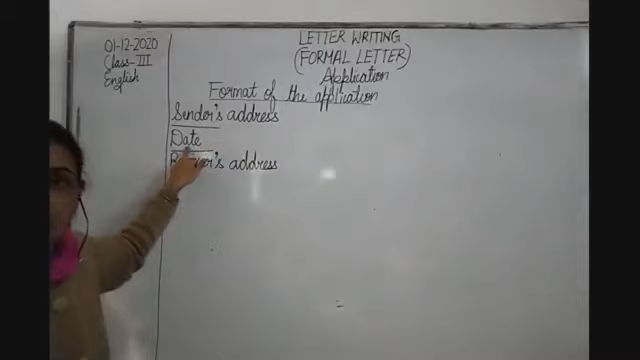 01-12-2020
Class-III
English
LETTER WRITING
(FORMAL LETTER)
Application
Format of the application
Sender's address
Date
address